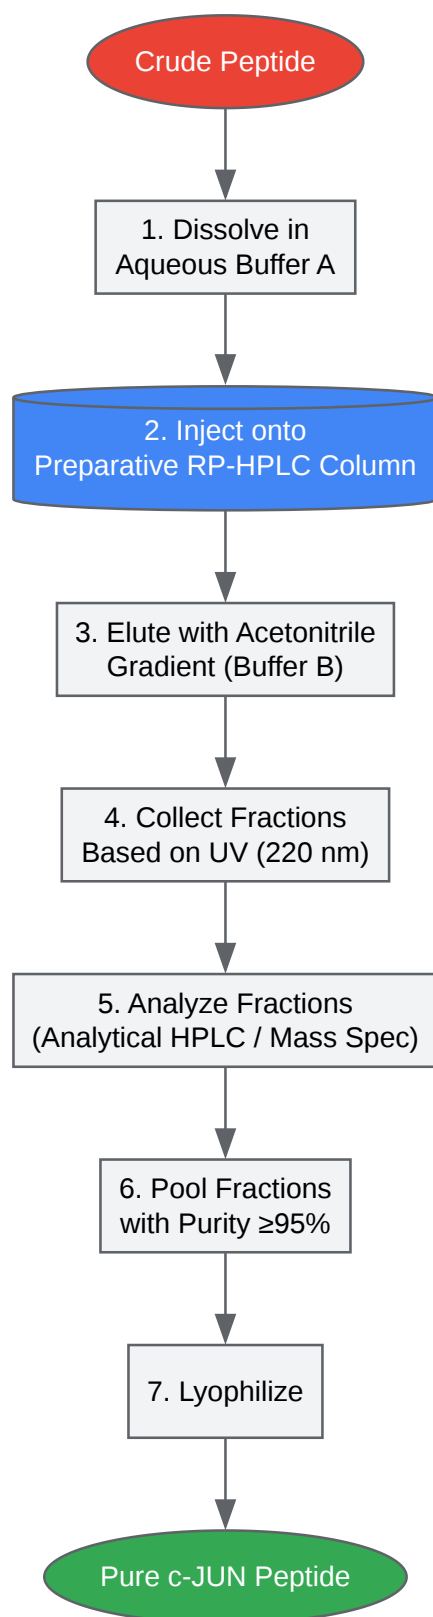 Crude Peptide
1. Dissolve in
Aqueous Buffer A
2. Inject onto
Preparative RP-HPLC Column
3. Elute with Acetonitrile
Gradient (Buffer B)
4. Collect Fractions
Based on UV (220 nm)
5. Analyze Fractions
(Analytical HPLC / Mass Spec)
6. Pool Fractions
with Purity ≥95%
7. Lyophilize
Pure c-JUN Peptide